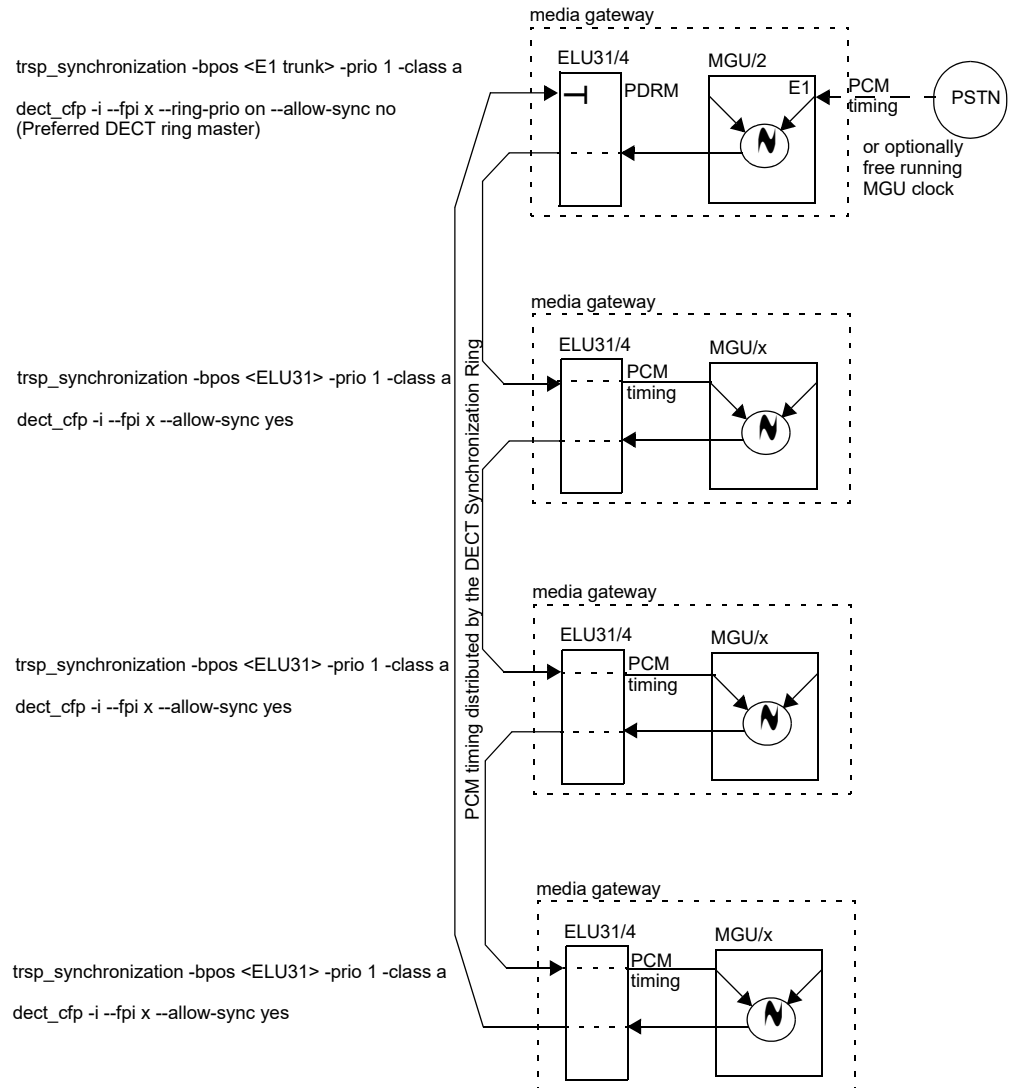 media gateway
trsp_synchronization -bpos <E1 trunk> -prio 1 -class a
dect_cfp -i --fpi x --ring-prio on --allow-sync no
(Preferred DECT ring master)
ELU31/4
MGU/2
PDRM
E1
PCM
timing
PSTN
or optionally
free running
MGU clock
PCM timing distributed by the DECT Synchronization Ring
media gateway
trsp_synchronization -bpos <ELU31> -prio 1 -class a
dect_cfp -i --fpi x --allow-sync yes
ELU31/4
MGU/x
PCM
timing
media gateway
trsp_synchronization -bpos <ELU31> -prio 1 -class a
dect_cfp -i --fpi x --allow-sync yes
ELU31/4
MGU/x
PCM
timing
media gateway
trsp_synchronization -bpos <ELU31> -prio 1 -class a
dect_cfp -i --fpi x --allow-sync yes
ELU31/4
MGU/x
PCM
timing